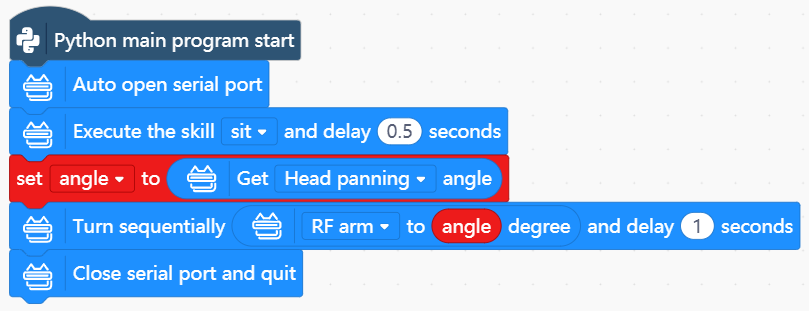 Python main program start
Auto open serial port
Execute the skill sit and delay 0.5 seconds
set angle to Get Head panning angle
Turn sequentially RF arm to angle degree and delay 1 seconds
Close serial port and quit